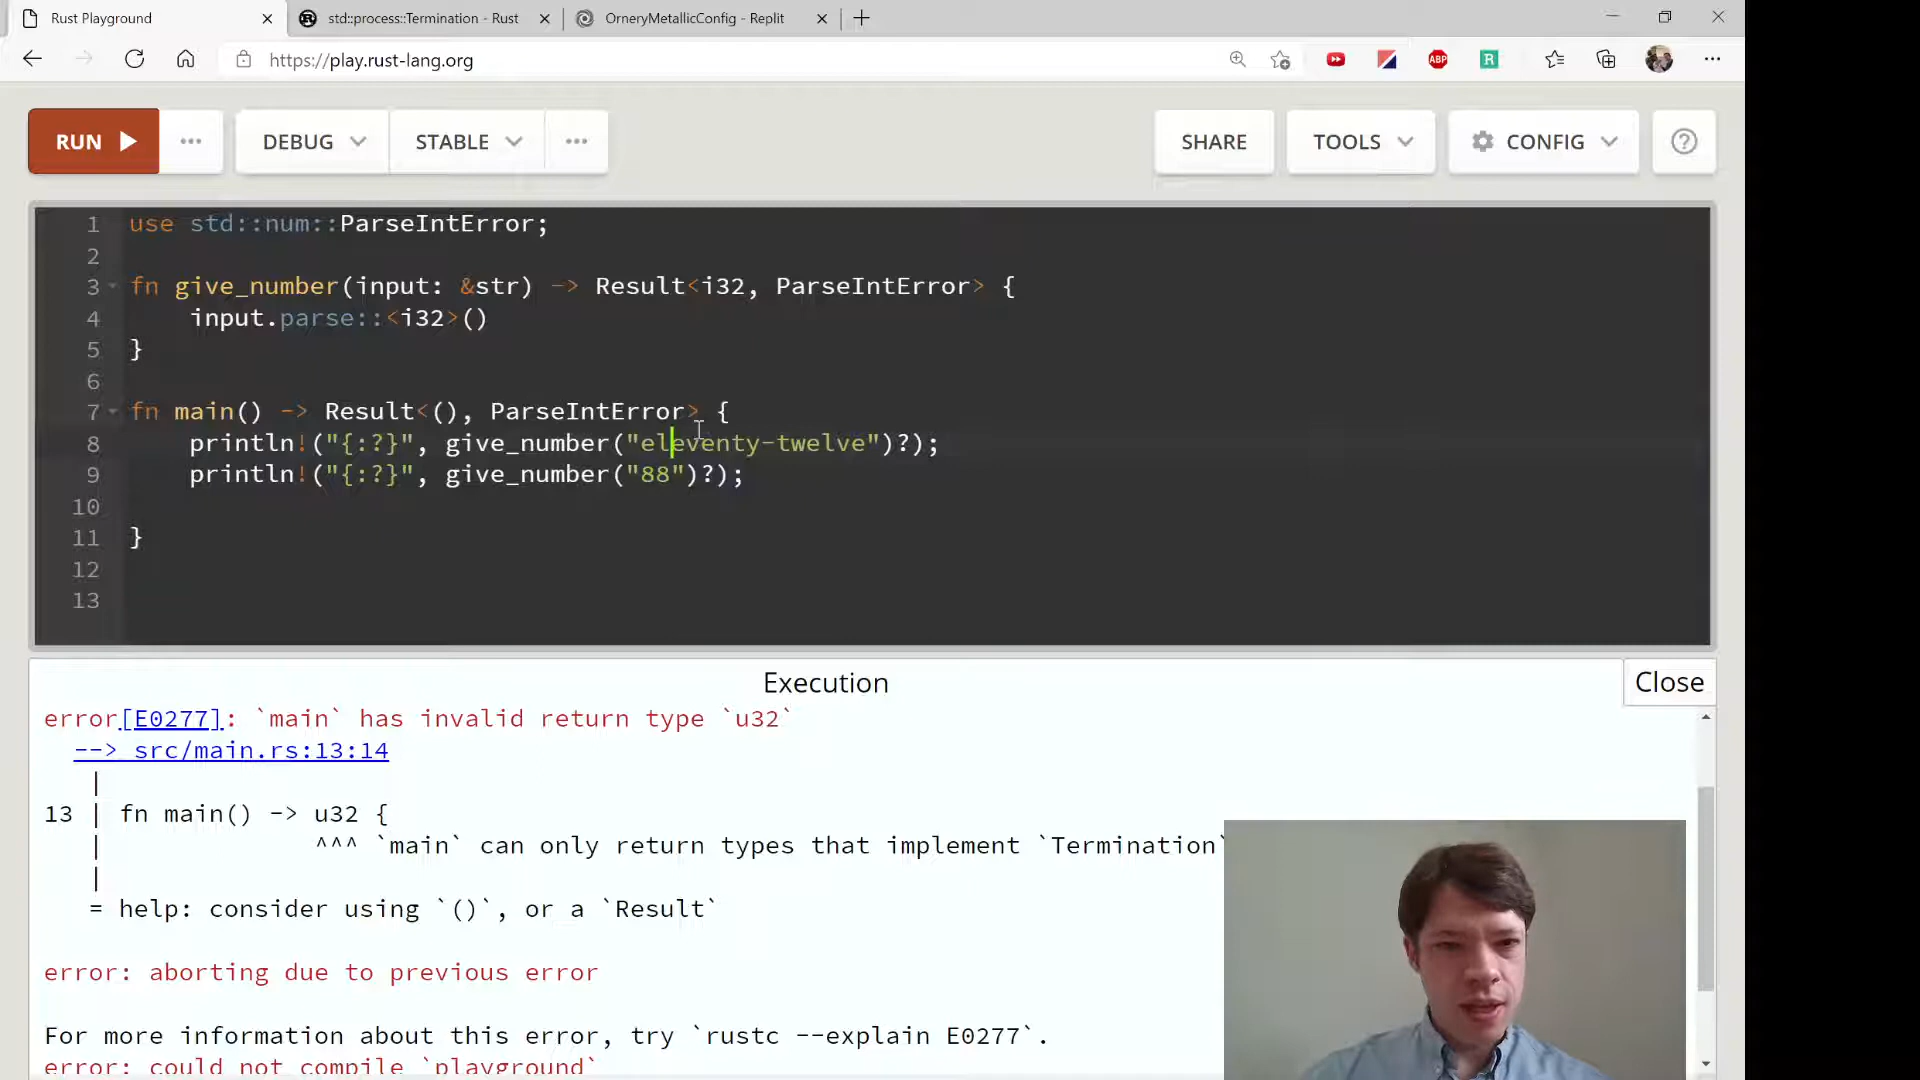 Rust Playground
std::process::Termination - Rust
OrneryMetallicConfig - Replit
https://play.rust-lang.org
ABP
R
RUN
DEBUG
STABLE
SHARE
TOOLS
CONFIG
1 use std::num::ParseIntError;
2
3 fn give_number(input: &str) -> Result<i32, ParseIntError> {
4 input.parse::<i32>()
5 }
6
7 fn main() -> Result<(), ParseIntError> {
8 println!("{:?}", give_number("eleventy-twelve")?);
9 println!("{:?}", give_number("88")?);
10
11 }
12
13
Execution
Close
error[E0277]: `main` has invalid return type `u32`
--> src/main.rs:13:14
|
13 | fn main() -> u32 {
| ^^^ `main` can only return types that implement `Termination`
|
= help: consider using `()`, or a `Result`
error: aborting due to previous error
For more information about this error, try `rustc --explain E0277`.
error: could not compile `playground`